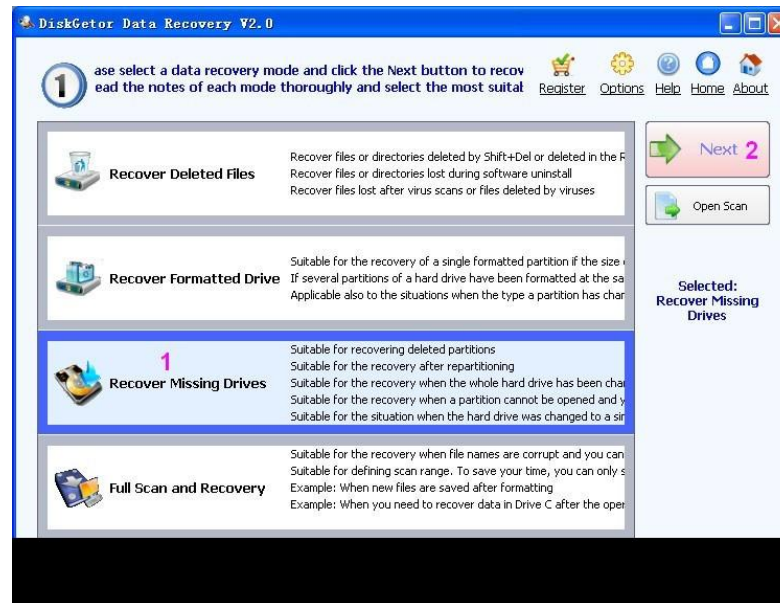 DiskGetor Data Recovery V2.0
1
ase select a data recovery mode and click the Next button to recov
ead the notes of each mode thoroughly and select the most suital
Register Options Help Home About
Recover Deleted Files
Recover files or directories deleted by Shift+Del or deleted in the R
Recover files or directories lost during software uninstall
Recover files lost after virus scans or files deleted by viruses
Next 2
Open Scan
Recover Formatted Drive
Suitable for the recovery of a single formatted partition if the size
If several partitions of a hard drive have been formatted at the sa
Applicable also to the situations when the type a partition has char
Selected:
Recover Missing
Drives
1
Recover Missing Drives
Suitable for recovering deleted partitions
Suitable for the recovery after repartitioning
Suitable for the recovery when the whole hard drive has been char
Suitable for the recovery when a partition cannot be opened and y
Suitable for the situation when the hard drive was changed to a sir
Full Scan and Recovery
Suitable for the recovery when file names are corrupt and you can
Suitable for defining scan range. To save your time, you can only s
Example: When new files are saved after formatting
Example: When you need to recover data in Drive C after the oper